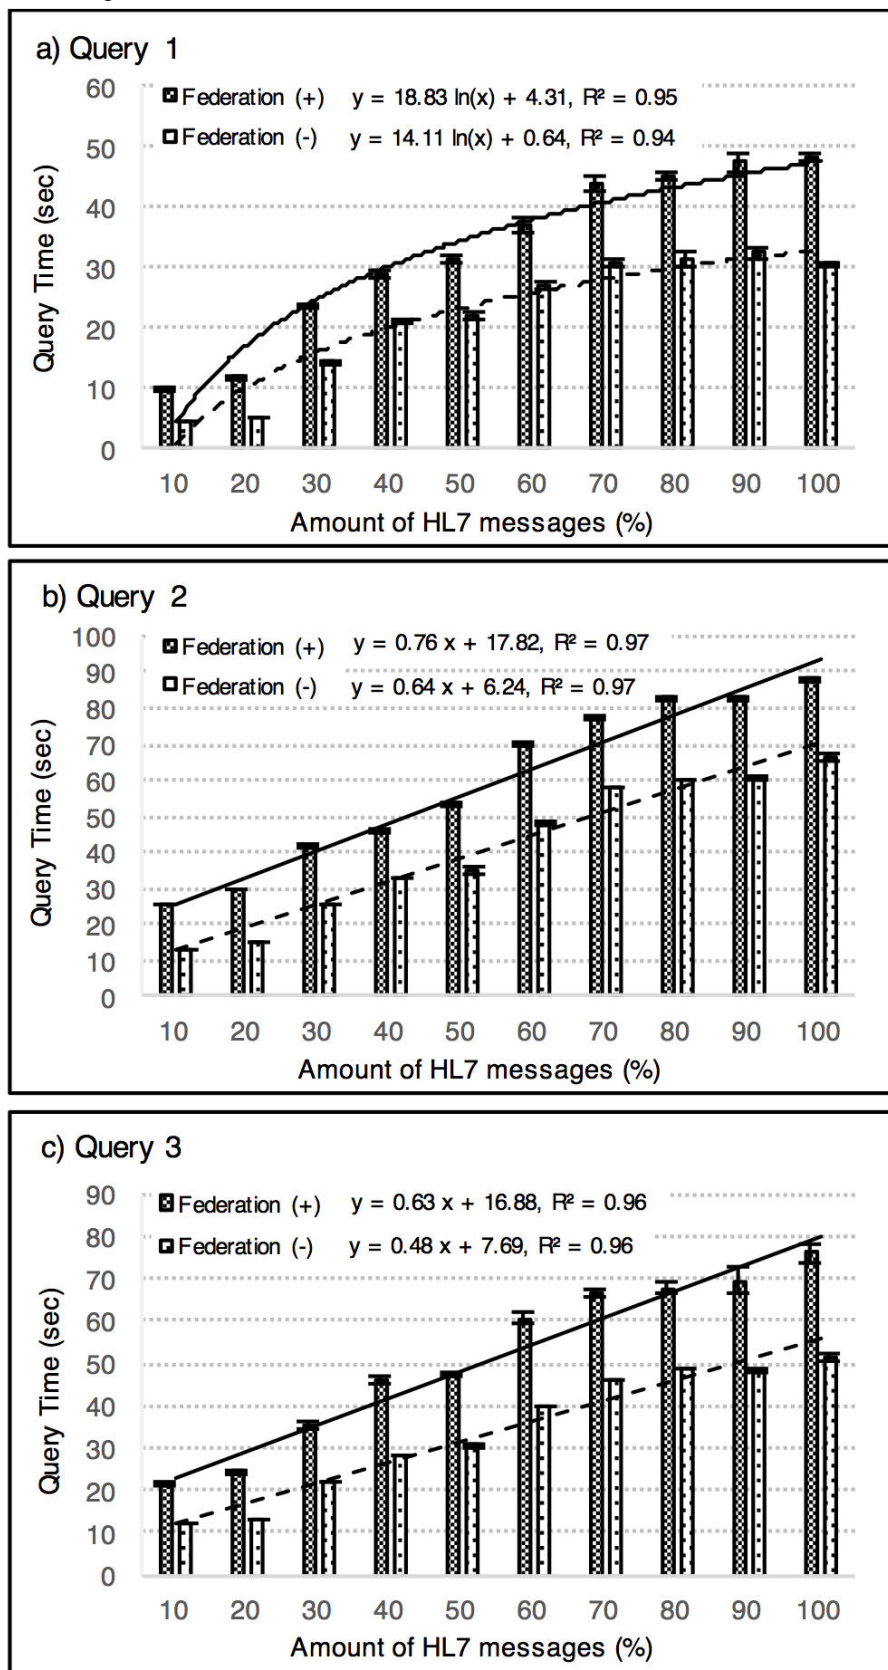 a) Query 1
Federation (+) y = 18.83 ln(x) + 4.31, R² = 0.95
Federation (-) y = 14.11 ln(x) + 0.64, R² = 0.94
60
50
40
30
20
10
0
Query Time (sec)
10 20 30 40 50 60 70 80 90 100
Amount of HL7 messages (%)
b) Query 2
Federation (+) y = 0.76 x + 17.82, R² = 0.97
Federation (-) y = 0.64 x + 6.24, R² = 0.97
100
90
80
70
60
50
40
30
20
10
0
Query Time (sec)
10 20 30 40 50 60 70 80 90 100
Amount of HL7 messages (%)
c) Query 3
Federation (+) y = 0.63 x + 16.88, R² = 0.96
Federation (-) y = 0.48 x + 7.69, R² = 0.96
90
80
70
60
50
40
30
20
10
0
Query Time (sec)
10 20 30 40 50 60 70 80 90 100
Amount of HL7 messages (%)